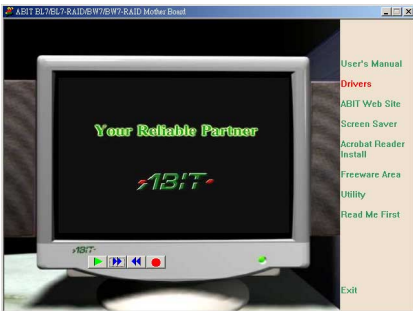 ABIT BL7/BL7-RAID/BW7/BW7-RAID Mother Board
User's Manual
Drivers
ABIT Web Site
Screen Saver
Acrobat Reader
Install
Freeware Area
Utility
Read Me First
Exit
Your Reliable Partner
ABIT
ABIT